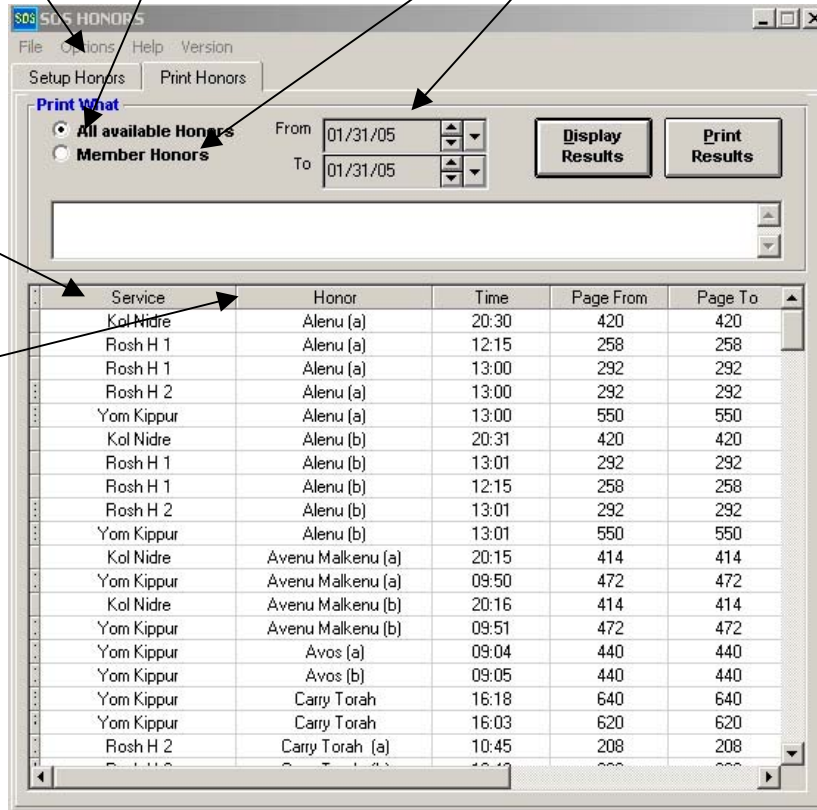 SOS SOS HONORS
File Options Help Version
Setup Honors Print Honors
Print What
All available Honors From 01/31/05 Display Results Print Results
Member Honors To 01/31/05
Service Honor Time Page From Page To
Kol Nidre Alenu (a) 20:30 420 420
Rosh H 1 Alenu (a) 12:15 258 258
Rosh H 1 Alenu (a) 13:00 292 292
Rosh H 2 Alenu (a) 13:00 292 292
Yom Kippur Alenu (a) 13:00 550 550
Kol Nidre Alenu (b) 20:31 420 420
Rosh H 1 Alenu (b) 13:01 292 292
Rosh H 1 Alenu (b) 12:15 258 258
Rosh H 2 Alenu (b) 13:01 292 292
Yom Kippur Alenu (b) 13:01 550 550
Kol Nidre Avenu Malkenu (a) 20:15 414 414
Yom Kippur Avenu Malkenu (a) 09:50 472 472
Kol Nidre Avenu Malkenu (b) 20:16 414 414
Yom Kippur Avenu Malkenu (b) 09:51 472 472
Yom Kippur Avos (a) 09:04 440 440
Yom Kippur Avos (b) 09:05 440 440
Yom Kippur Carry Torah 16:18 640 640
Yom Kippur Carry Torah 16:03 620 620
Rosh H 2 Carry Torah (a) 10:45 208 208